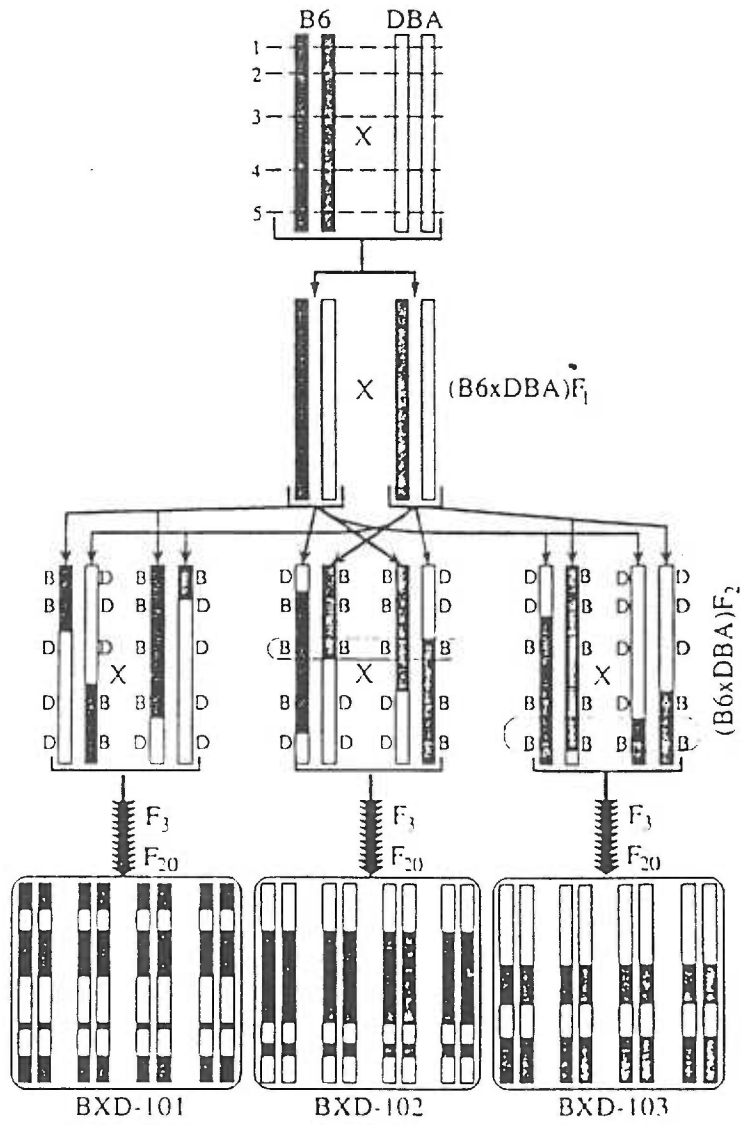 B6 DBA
1
2
3
X
4
5
X (B6xDBA)F₁
B D B B D B B D D B D D
B D B D B B B D D B D D
D D B D B B B B B B D D
X X X
D B B D B D D B B B D D
D B D D D D D B B B B B
(B6xDBA)F₂
F₃ F₃ F₃
F₂₀ F₂₀ F₂₀
BXD-101 BXD-102 BXD-103